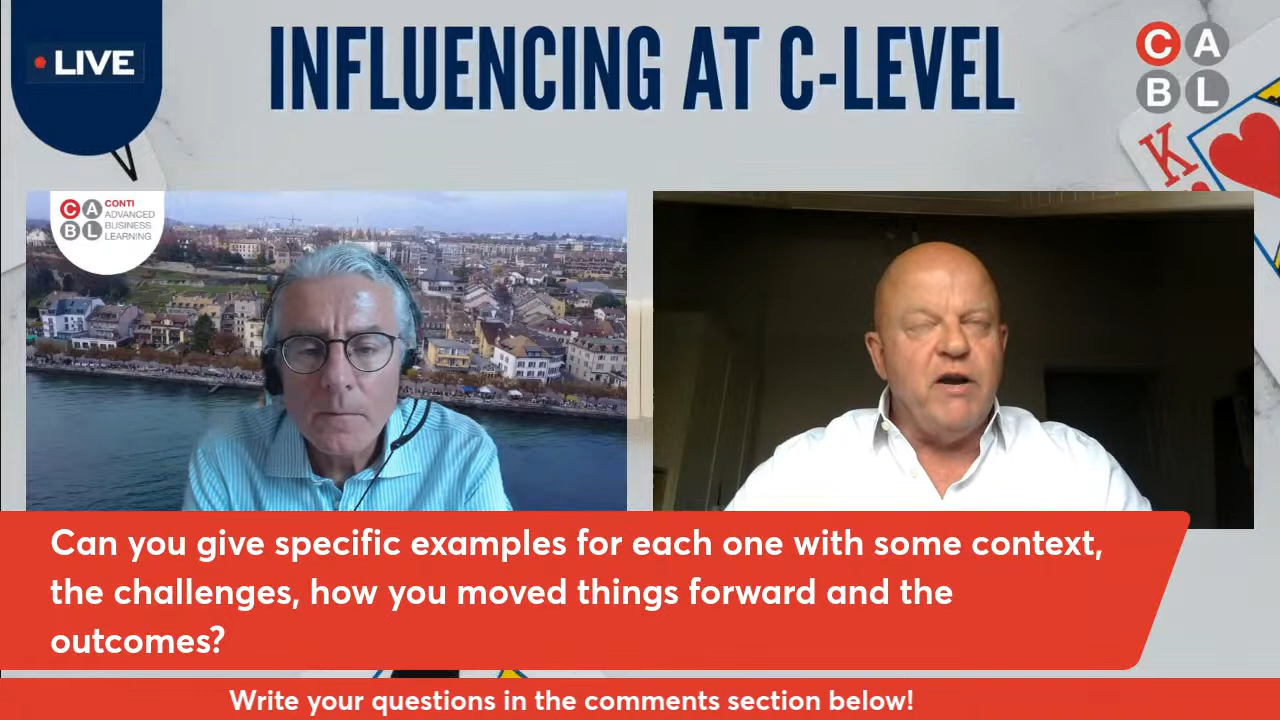 LIVE
INFLUENCING AT C-LEVEL
C A
B L
K
C A CONTI
ADVANCED
B L BUSINESS
LEARNING
Can you give specific examples for each one with some context,
the challenges, how you moved things forward and the
outcomes?
Write your questions in the comments section below!